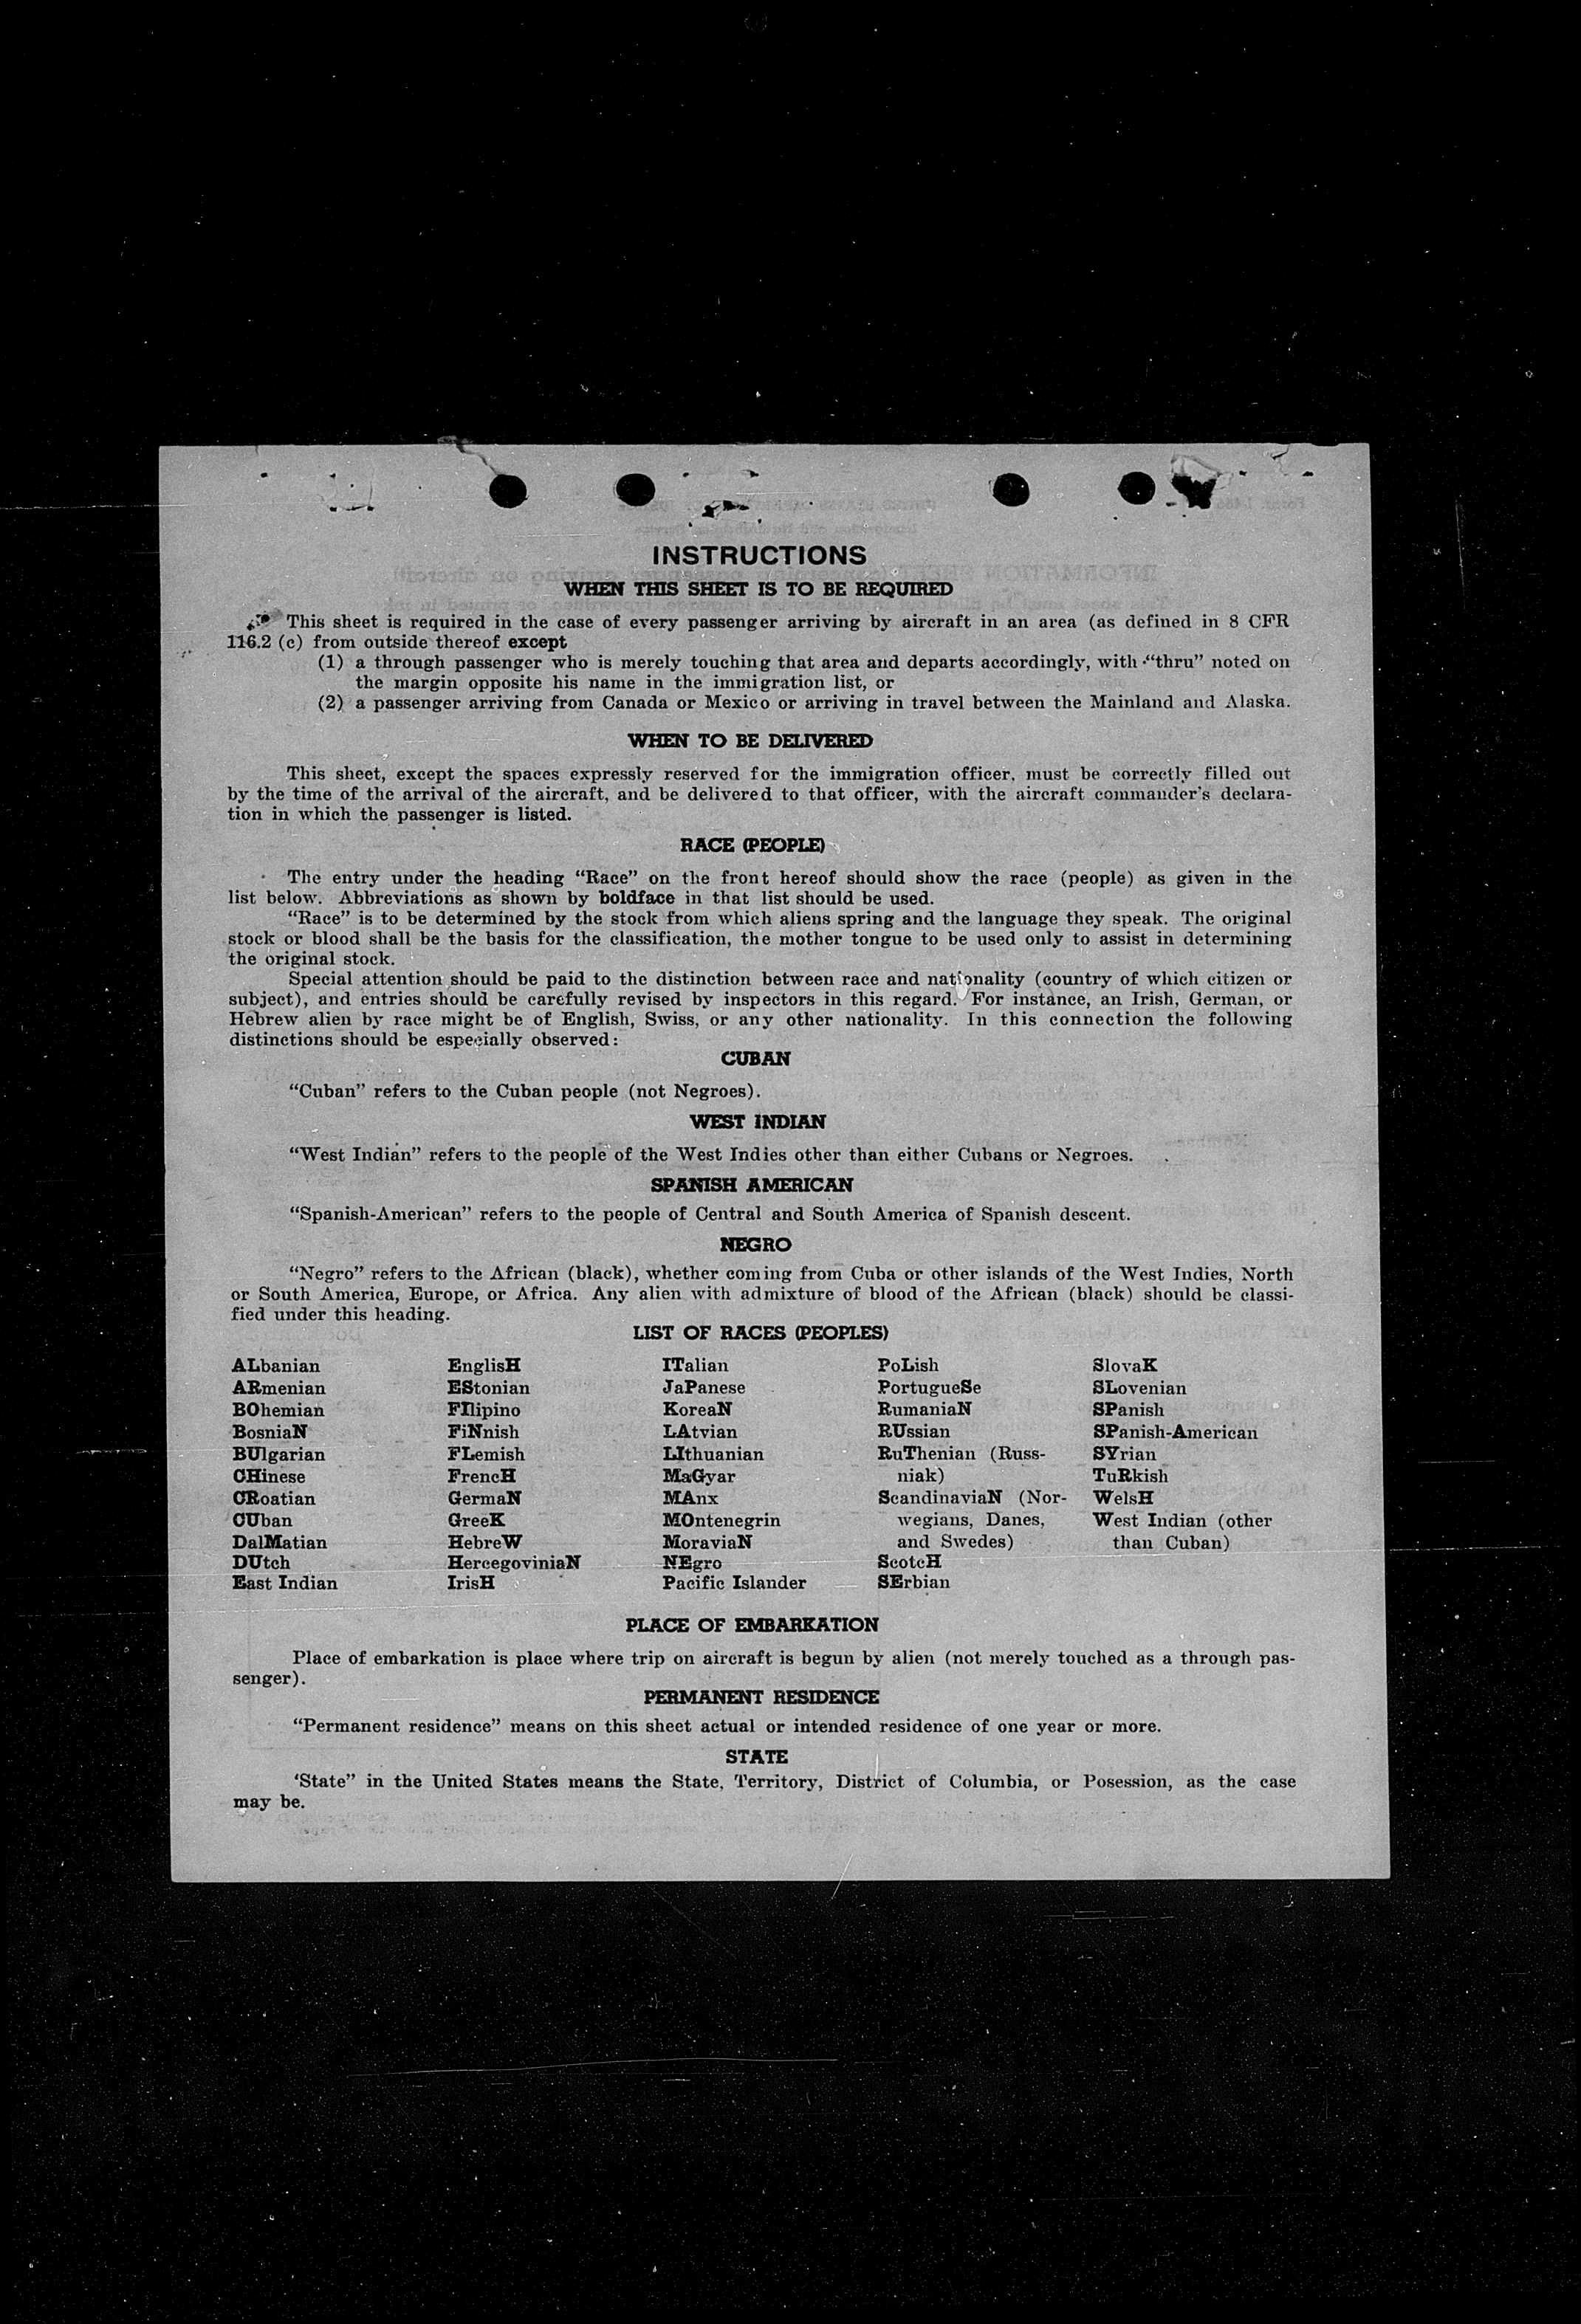 INSTRUCTIONS
WHEN THIS SHEET IS TO BE REQUIRED
This sheet is required in the case of every passenger arriving by aircraft in an area (as defined in 8 CFR
116.2 (c) from outside thereof except
(1) a through passenger who is merely touching that area and departs accordingly, with "thru" noted on
the margin opposite his name in the immigration list, or
(2) a passenger arriving from Canada or Mexico or arriving in travel between the Mainland and Alaska.
WHEN TO BE DELIVERED
This sheet, except the spaces expressly reserved for the immigration officer, must be correctly filled out
by the time of the arrival of the aircraft, and be delivered to that officer, with the aircraft commander's declara-
tion in which the passenger is listed.
RACE (PEOPLE)
The entry under the heading "Race" on the front hereof should show the race (people) as given in the
list below. Abbreviations as shown by boldface in that list should be used.
"Race" is to be determined by the stock from which aliens spring and the language they speak. The original
stock or blood shall be the basis for the classification, the mother tongue to be used only to assist in determining
the original stock.
Special attention should be paid to the distinction between race and nationality (country of which citizen or
subject), and entries should be carefully revised by inspectors in this regard. For instance, an Irish, German, or
Hebrew alien by race might be of English, Swiss, or any other nationality. In this connection the following
distinctions should be especially observed:
CUBAN
"Cuban" refers to the Cuban people (not Negroes).
WEST INDIAN
"West Indian" refers to the people of the West Indies other than either Cubans or Negroes.
SPANISH AMERICAN
"Spanish-American" refers to the people of Central and South America of Spanish descent.
NEGRO
"Negro" refers to the African (black), whether coming from Cuba or other islands of the West Indies, North
or South America, Europe, or Africa. Any alien with admixture of blood of the African (black) should be classi-
fied under this heading.
LIST OF RACES (PEOPLES)
ALbanian
ARmenian
BOhemian
BosniaN
BUlgarian
CHinese
CRoatian
CUban
DalMatian
DUtch
East Indian
EnglisH
EStonian
FIlipino
FiNnish
FLemish
FrencH
GermaN
GreeK
HebreW
HercegoviniaN
IrisH
ITalian
JaPanese
KoreaN
LAtvian
LIthuanian
MaGyar
MAnx
MOntenegrin
MoraviaN
NEgro
Pacific Islander
PoLish
PortugueSe
RumaniaN
RUssian
RuThenian (Russ-
niak)
ScandinaviaN (Nor-
wegians, Danes,
and Swedes)
ScotcH
SErbian
SlovaK
SLovenian
SPanish
SPanish-American
SYrian
TuRkish
WelsH
West Indian (other
than Cuban)
PLACE OF EMBARKATION
Place of embarkation is place where trip on aircraft is begun by alien (not merely touched as a through pas-
senger).
PERMANENT RESIDENCE
"Permanent residence" means on this sheet actual or intended residence of one year or more.
STATE
'State" in the United States means the State, Territory, District of Columbia, or Posession, as the case
may be.